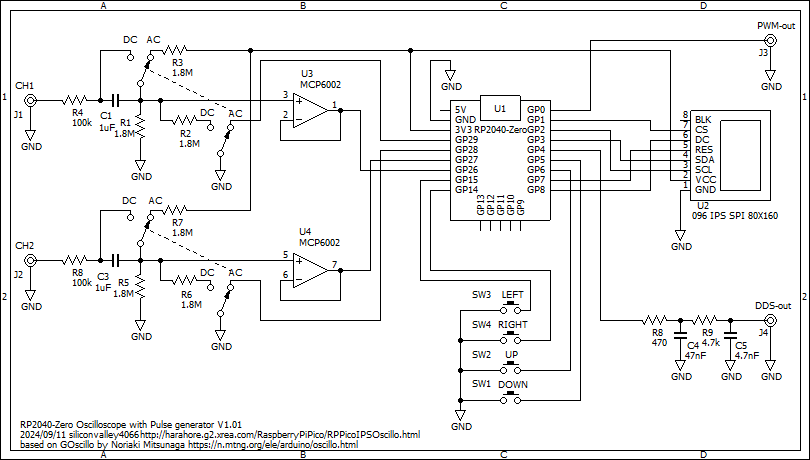 A B C D
PWM-out
DC AC
R3
1.8M
J3
GND
U3
MCP6002
CH1
GND
1 1
3
1
2
J1
R4
100k
C1
1uF
R1
1.8M
R2
1.8M
DC AC
GND
GND
GND
U1
5V
GND
3V3 RP2040-Zero
GP29
GP28
GP27
GP26
GP15
GP14
GP13
GP12
GP11
GP10
GP9
GP0
GP1
GP2
GP3
GP4
GP5
GP6
GP7
GP8
8 BLK
7 CS
6 DC
5 RES
4 SDA
3 SCL
2 VCC
1 GND
U2
096 IPS SPI 80X160
GND
DC AC
R7
1.8M
U4
MCP6002
CH2
5
7
6
J2
R8
100k
C3
1uF
R5
1.8M
R6
1.8M
DC AC
GND
GND
GND
2 2
SW3 LEFT
SW4 RIGHT
SW2 UP
SW1 DOWN
GND
DDS-out
R8
470
R9
4.7k
J4
C4
47nF
C5
4.7nF
GND
GND
GND
RP2040-Zero Oscilloscope with Pulse generator V1.01
2024/09/11 siliconvalley4066 http://harahore.g2.xrea.com/RaspberryPiPico/RPPicoIPSOscillo.html
based on GOscillo by Noriaki Mitsunaga https://n.mtng.org/ele/arduino/oscillo.html
A B C D